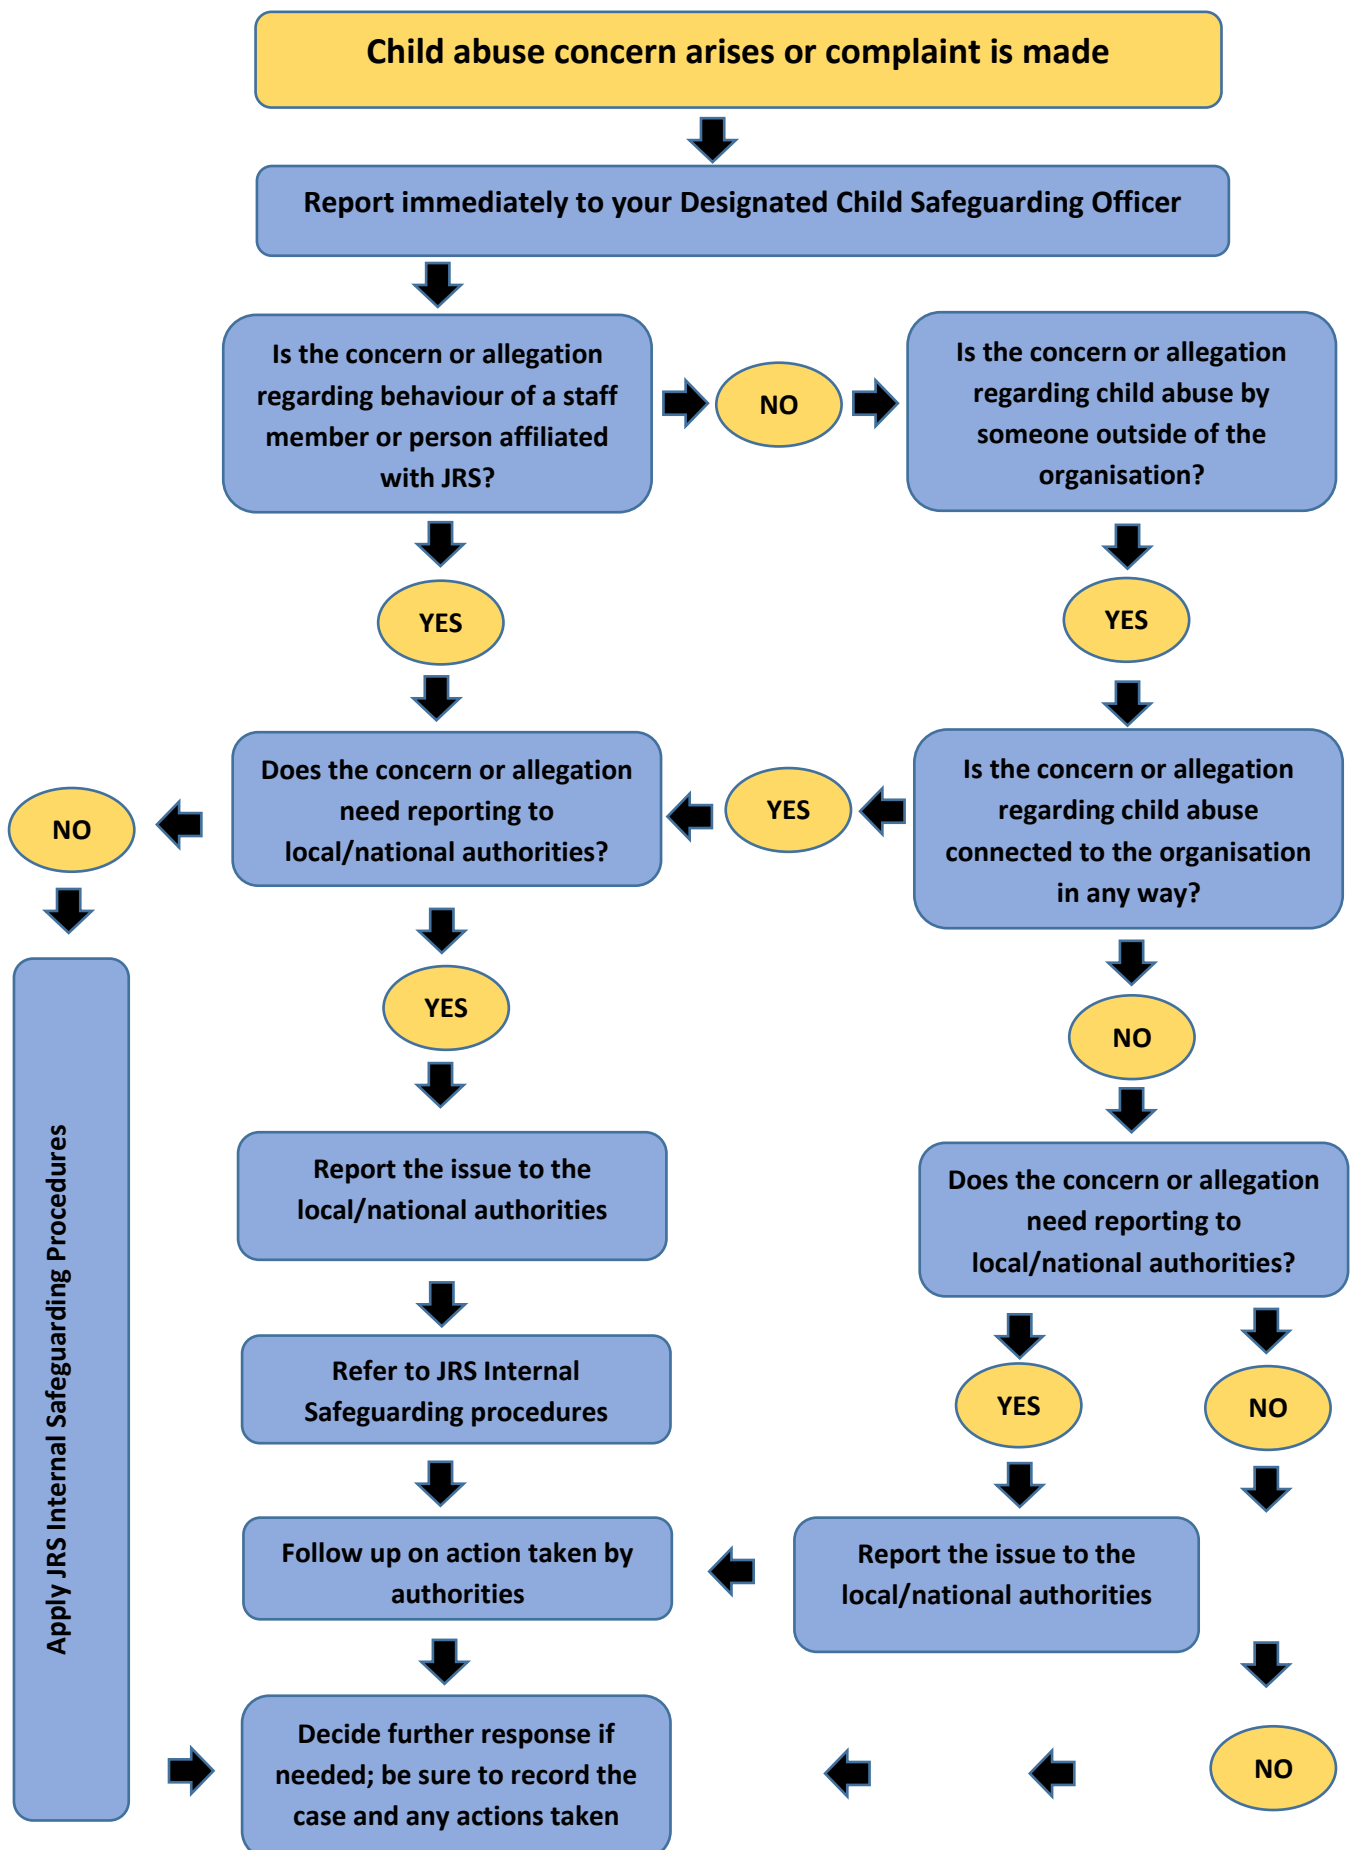 Child abuse concern arises or complaint is made
Report immediately to your Designated Child Safeguarding Officer
Is the concern or allegation
regarding behaviour of a staff
member or person affiliated
with JRS?
NO
Is the concern or allegation
regarding child abuse by
someone outside of the
organisation?
YES
YES
Does the concern or allegation
need reporting to
local/national authorities?
NO
YES
Is the concern or allegation
regarding child abuse
connected to the organisation
in any way?
YES
NO
Apply JRS Internal Safeguarding Procedures
Report the issue to the
local/national authorities
Does the concern or allegation
need reporting to
local/national authorities?
Refer to JRS Internal
Safeguarding procedures
YES
NO
Follow up on action taken by
authorities
Report the issue to the
local/national authorities
Decide further response if
needed; be sure to record the
case and any actions taken
NO